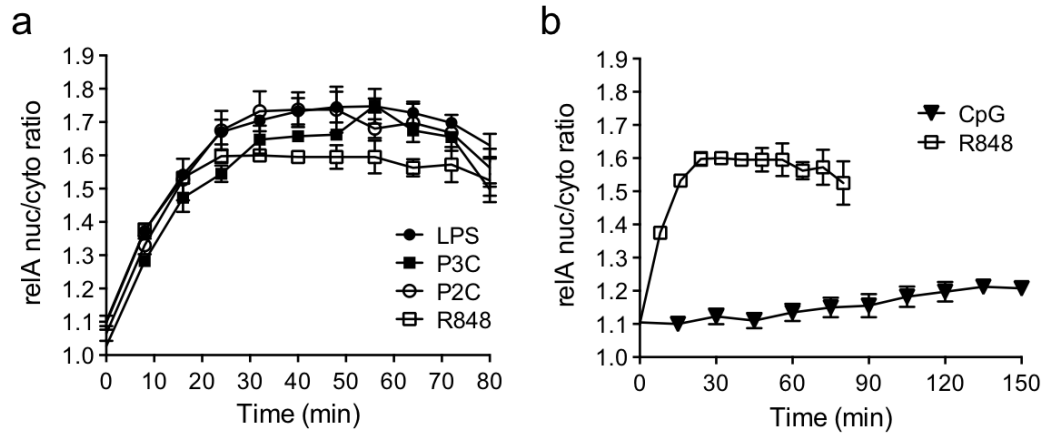 a
relA nuc/cyto ratio
1.9
1.8
1.7
1.6
1.5
1.4
1.3
1.2
1.1
1.0
0 10 20 30 40 50 60 70 80
Time (min)
LPS
P3C
P2C
R848
b
relA nuc/cyto ratio
1.9
1.8
1.7
1.6
1.5
1.4
1.3
1.2
1.1
1.0
0 30 60 90 120 150
Time (min)
CpG
R848